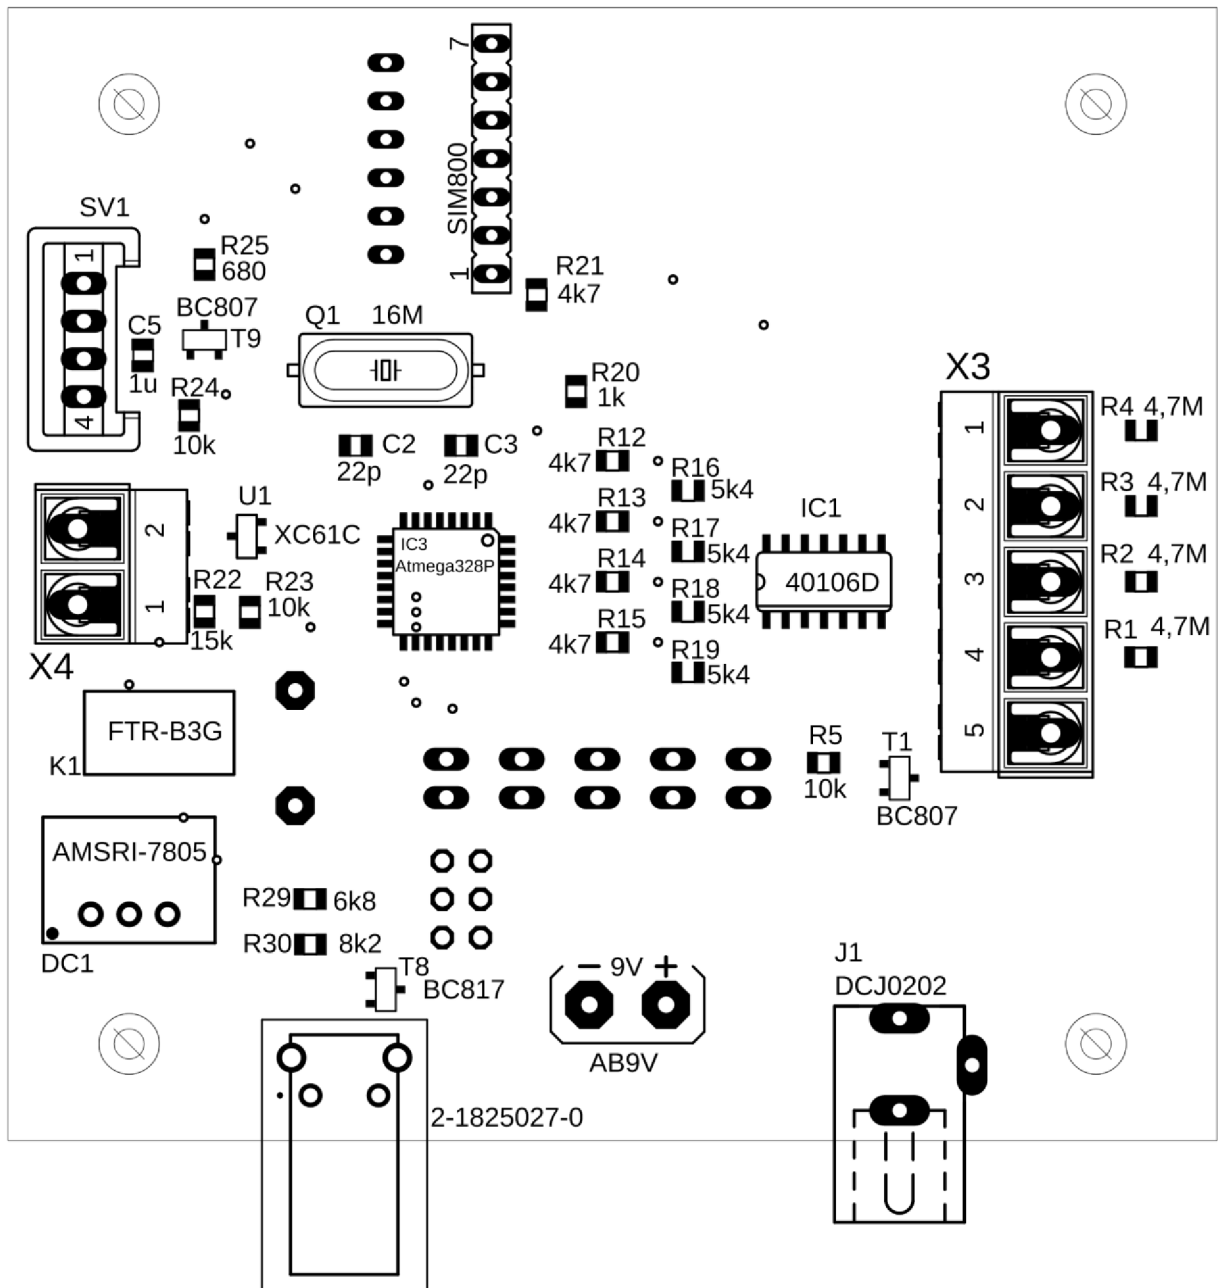 7
SIM800
1
SV1
1
4
R25
680
BC807
T9
C5
1u
R24
10k
Q1 16M
R21
4k7
R20
1k
C2
22p
C3
22p
R12
4k7
R13
4k7
R14
4k7
R15
4k7
R16
5k4
R17
5k4
R18
5k4
R19
5k4
IC1
40106D
X3
1
2
3
4
5
R4 4,7M
R3 4,7M
R2 4,7M
R1 4,7M
U1
XC61C
IC3
Atmega328P
2
1
X4
R22
15k
R23
10k
FTR-B3G
K1
R5
10k
T1
BC807
AMSRI-7805
DC1
R29 6k8
R30 8k2
T8
BC817
− 9V +
AB9V
J1
DCJ0202
2-1825027-0